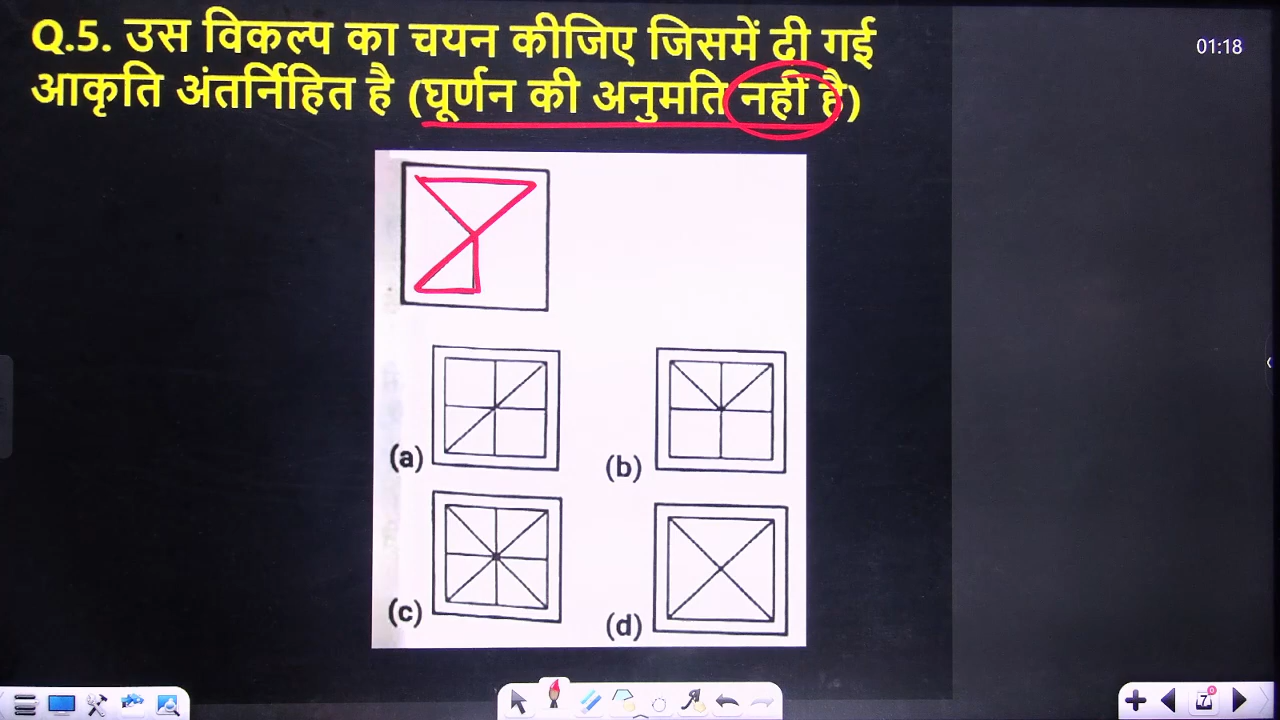 Q.5. उस विकल्प का चयन कीजिए जिसमें दी गई
आकृति अंतर्निहित है (घूर्णन की अनुमति नहीं है)
01:18
(a)
(b)
(c)
(d)